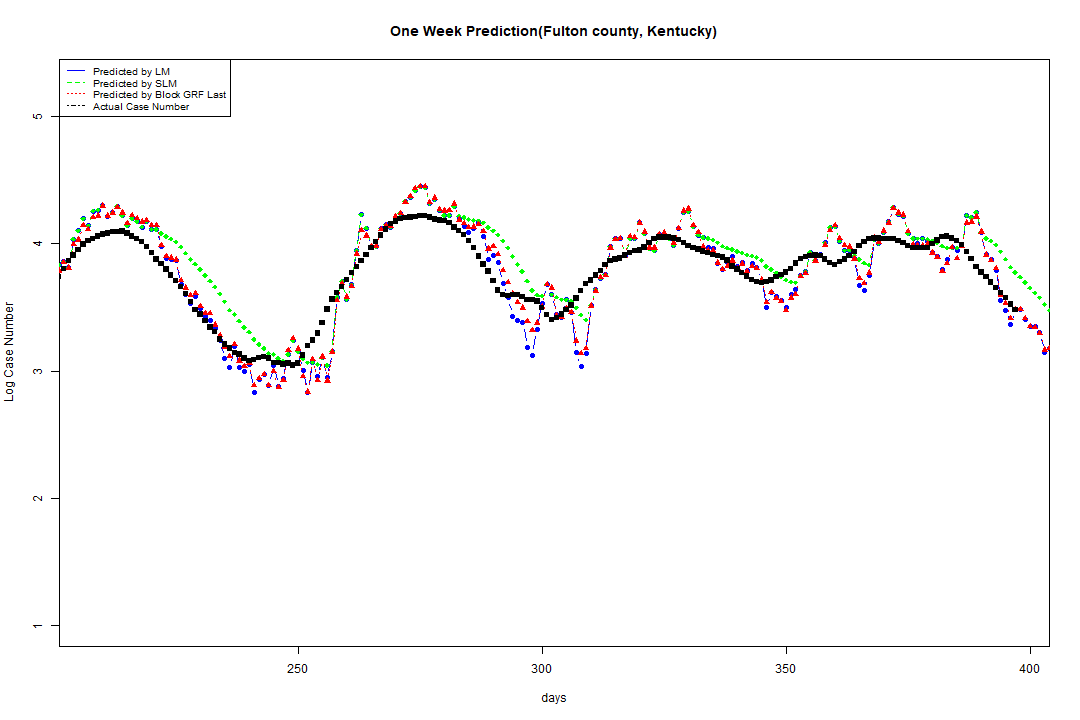 One Week Prediction(Fulton county, Kentucky)
Predicted by LM
Predicted by SLM
Predicted by Block GRF Last
Actual Case Number
5
4
3
2
1
Log Case Number
250 300 350 400
days